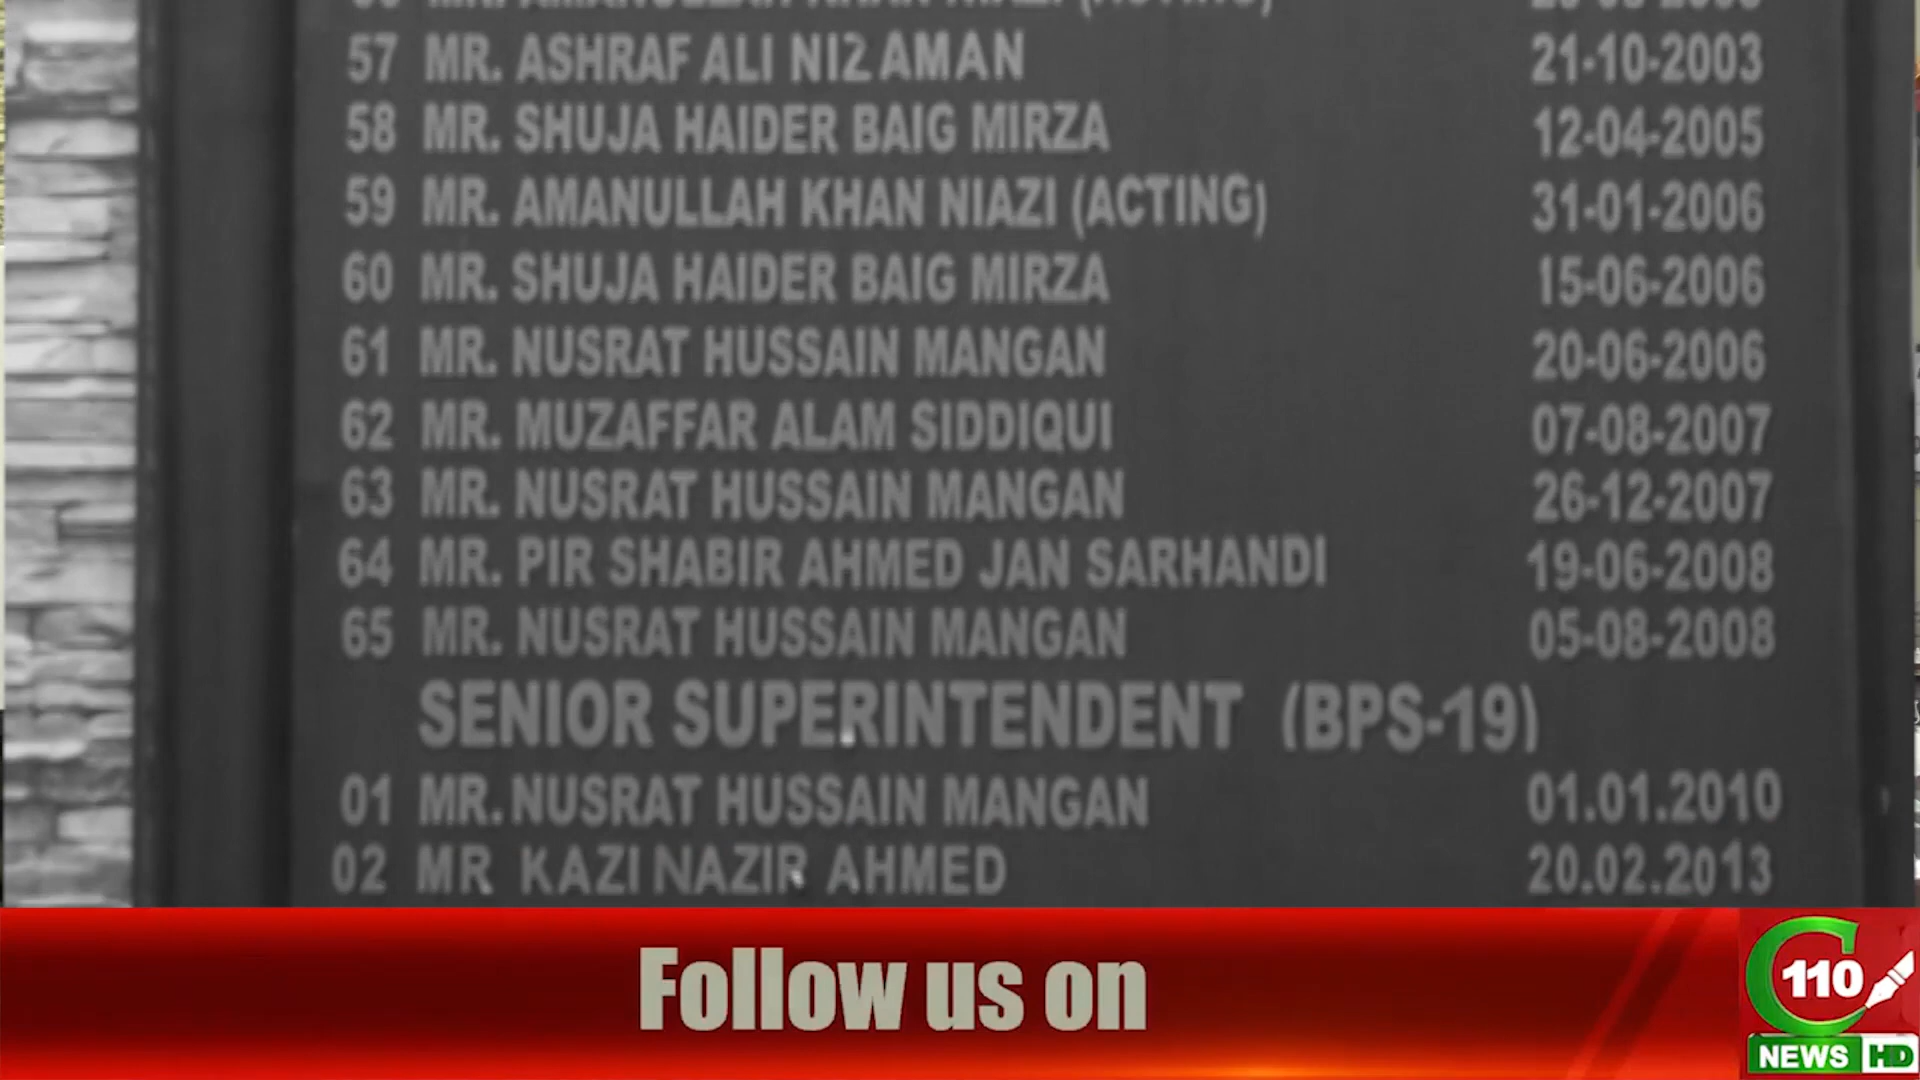 MR. AMANULLAH KHAN NIAZI (ACTING)
57 MR. ASHRAF ALI NIZAMAN 21-10-2003
58 MR. SHUJA HAIDER BAIG MIRZA 12-04-2005
59 MR. AMANULLAH KHAN NIAZI (ACTING) 31-01-2006
60 MR. SHUJA HAIDER BAIG MIRZA 15-06-2006
61 MR. NUSRAT HUSSAIN MANGAN 20-06-2006
62 MR. MUZAFFAR ALAM SIDDIQUI 07-08-2007
63 MR. NUSRAT HUSSAIN MANGAN 26-12-2007
64 MR. PIR SHABIR AHMED JAN SARHANDI 19-06-2008
65 MR. NUSRAT HUSSAIN MANGAN 05-08-2008
SENIOR SUPERINTENDENT (BPS-19)
01 MR. NUSRAT HUSSAIN MANGAN 01.01.2010
02 MR. KAZI NAZIR AHMED 20.02.2013
Follow us on
C 110
NEWS HD